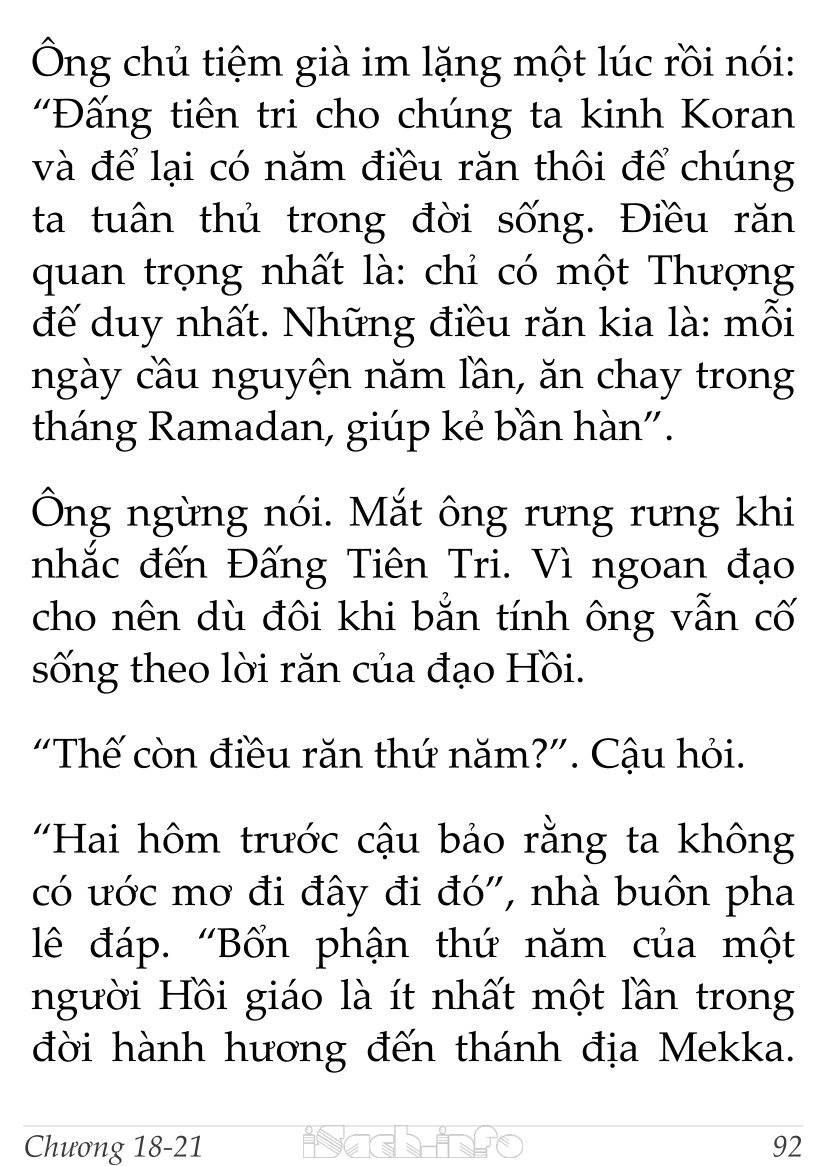 Ông chủ tiệm già im lặng một lúc rồi nói:
“Đấng tiên tri cho chúng ta kinh Koran
và để lại có năm điều răn thôi để chúng
ta tuân thủ trong đời sống. Điều răn
quan trọng nhất là: chỉ có một Thượng
đế duy nhất. Những điều răn kia là: mỗi
ngày cầu nguyện năm lần, ăn chay trong
tháng Ramadan, giúp kẻ bần hàn”.
Ông ngừng nói. Mắt ông rưng rưng khi
nhắc đến Đấng Tiên Tri. Vì ngoan đạo
cho nên dù đôi khi bẳn tính ông vẫn cố
sống theo lời răn của đạo Hồi.
“Thế còn điều răn thứ năm?”. Cậu hỏi.
“Hai hôm trước cậu bảo rằng ta không
có ước mơ đi đây đi đó”, nhà buôn pha
lê đáp. “Bổn phận thứ năm của một
người Hồi giáo là ít nhất một lần trong
đời hành hương đến thánh địa Mekka.
Chương 18-21 iSach.info 92